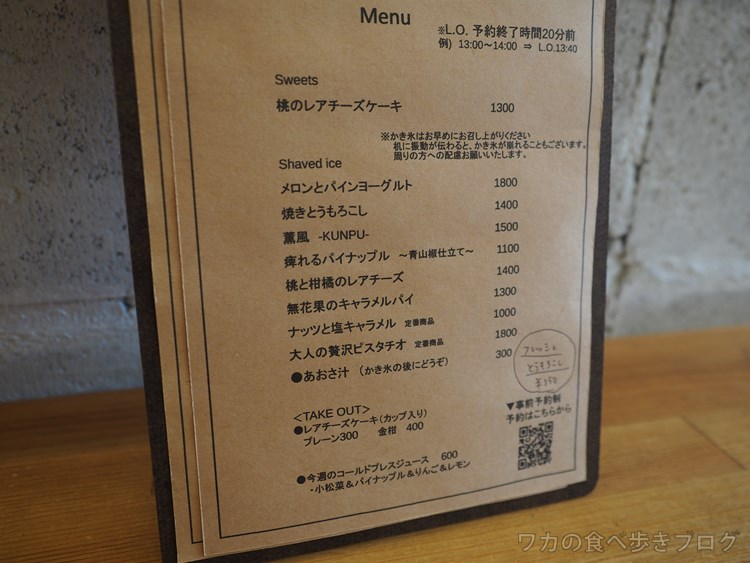 Menu
※L.O. 予約終了時間20分前
例) 13:00～14:00 ⇒ L.O.13:40
Sweets
桃のレアチーズケーキ 1300
※かき氷はお早めにお召し上がりください
机に振動が伝わると、かき氷が崩れることもございます。
周りの方への配慮お願いいたします。
Shaved ice
メロンとパインヨーグルト 1800
焼きとうもろこし 1400
薫風 -KUNPU- 1500
痺れるパイナップル ～青山椒仕立て～ 1100
桃と柑橘のレアチーズ 1400
無花果のキャラメルパイ 1300
ナッツと塩キャラメル 定番商品 1000
大人の贅沢ピスタチオ 定番商品 1800
●あおさ汁 （かき氷の後にどうぞ) 300
フレッシュ
とうもろこし
¥150
▼事前予約制
予約はこちらから
＜TAKE OUT＞
●レアチーズケーキ（カップ入り）
プレーン300 金柑 400
●今週のコールドプレスジュース 600
・小松菜＆パイナップル＆りんご＆レモン
ワカの食べ歩きブログ